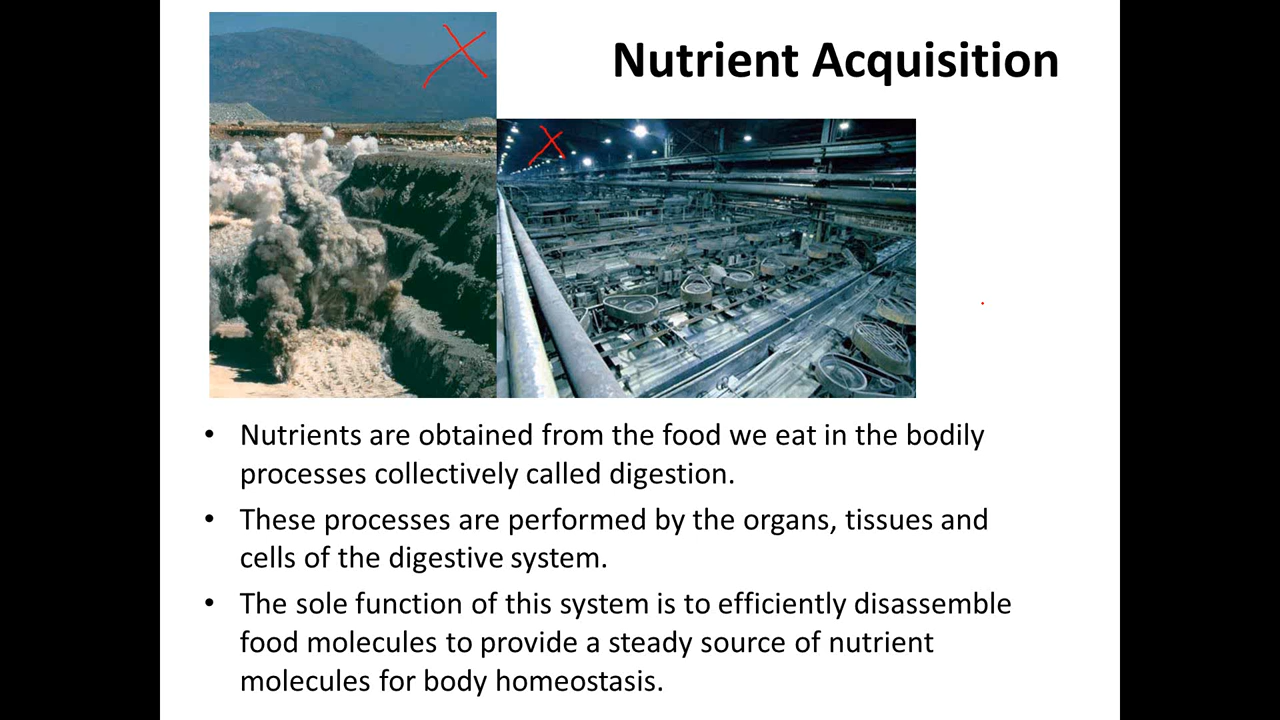 Nutrient Acquisition
• Nutrients are obtained from the food we eat in the bodily
processes collectively called digestion.
• These processes are performed by the organs, tissues and
cells of the digestive system.
• The sole function of this system is to efficiently disassemble
food molecules to provide a steady source of nutrient
molecules for body homeostasis.